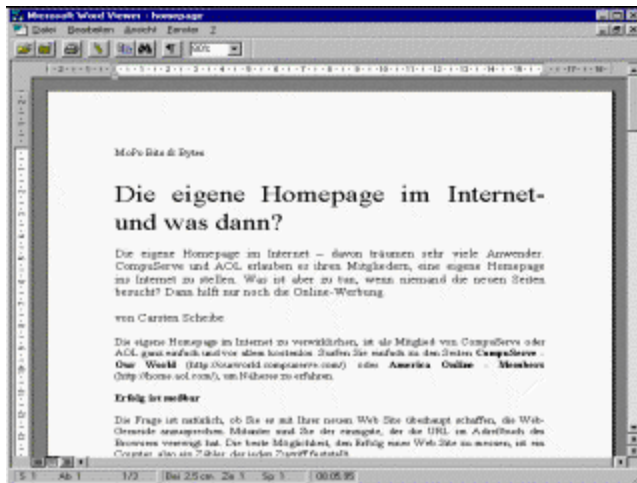 Microsoft Word Viewer - homepage
Datei Bearbeiten Ansicht Fenster ?
90%
MoPo Bits & Bytes
Die eigene Homepage im Internet-
und was dann?
Die eigene Homepage im Internet – davon träumen sehr viele Anwender.
CompuServe und AOL erlauben es ihren Mitgliedern, eine eigene Homepage
ins Internet zu stellen. Was ist aber zu tun, wenn niemand die neuen Seiten
besucht? Dann hilft nur noch die Online-Werbung.
von Carsten Scheibe
Die eigene Homepage im Internet zu verwirklichen, ist als Mitglied von CompuServe oder
AOL ganz einfach und vor allem kostenlos. Surfen Sie einfach zu den Seiten CompuServe -
Our World (http://ourworld.compuserve.com/) oder America Online - Members
(http://home.aol.com/), um Näheres zu erfahren.
Erfolg ist meßbar
Die Frage ist natürlich, ob Sie es mit Ihrer neuen Web Site überhaupt schaffen, die Web-
Gemeinde anzusprechen. Mitunter sind Sie der einzigste, der die URL im Adreßbuch des
Browsers verewigt hat. Die beste Möglichkeit, den Erfolg einer Web Site zu messen, ist ein
Counter, also ein Zähler, der jeden Zugriff feststellt.
S 1 Ab 1 1/3 Bei 2,5 cm Ze 1 Sp 1